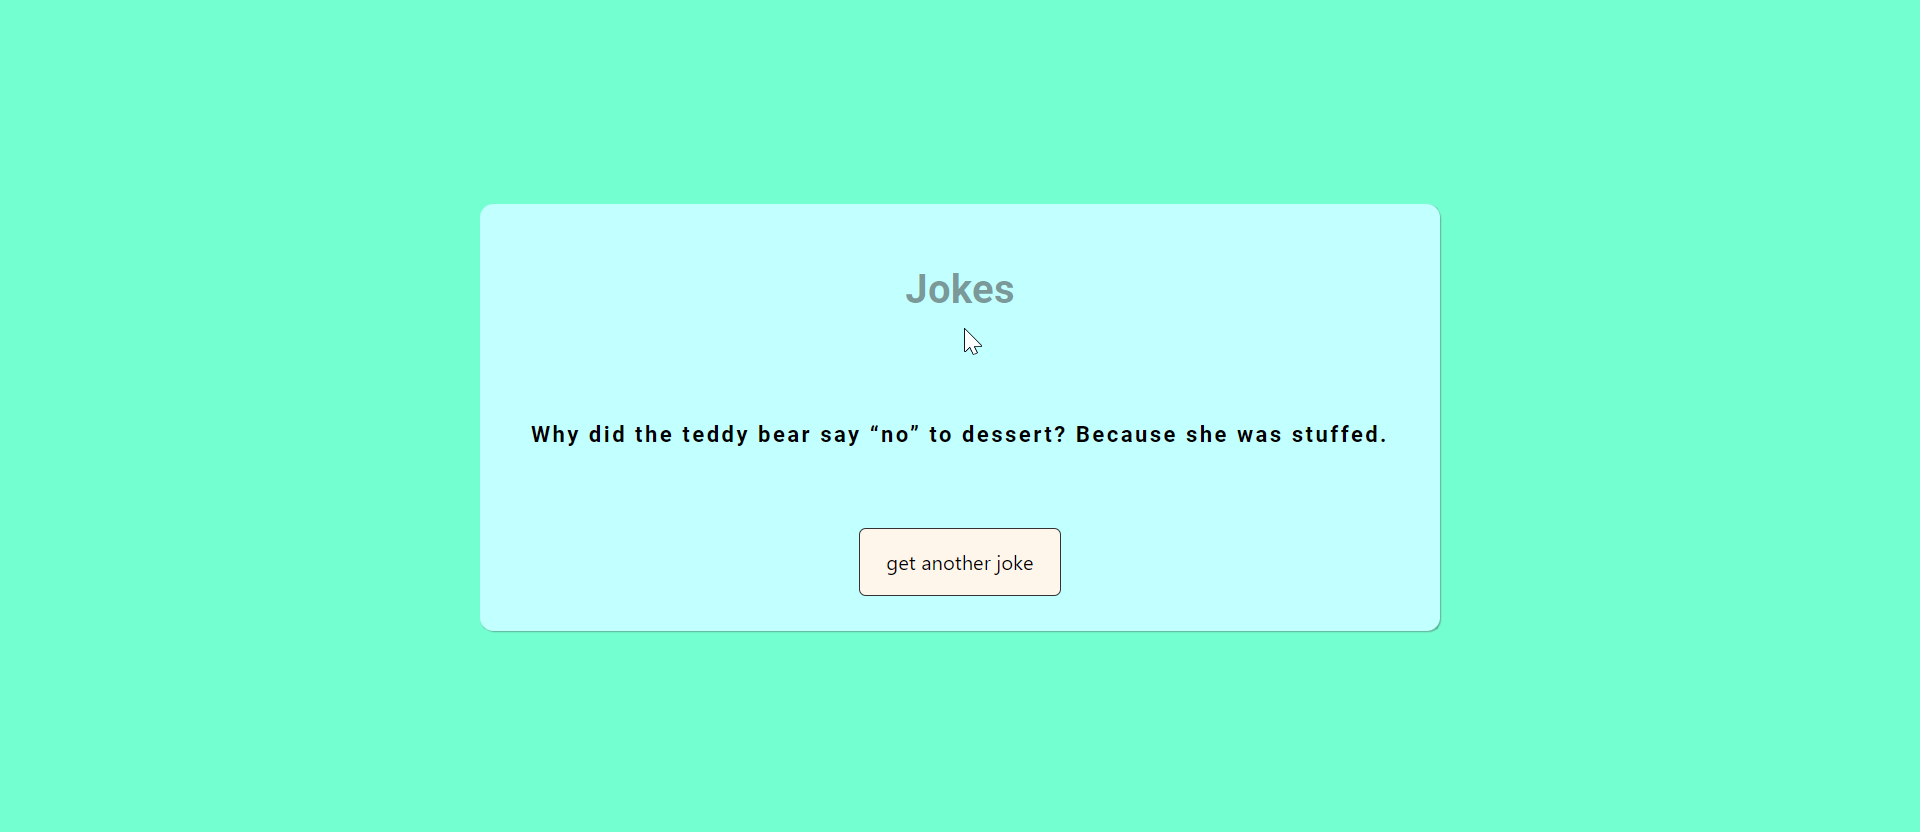 Jokes
Why did the teddy bear say “no” to dessert? Because she was stuffed.
get another joke